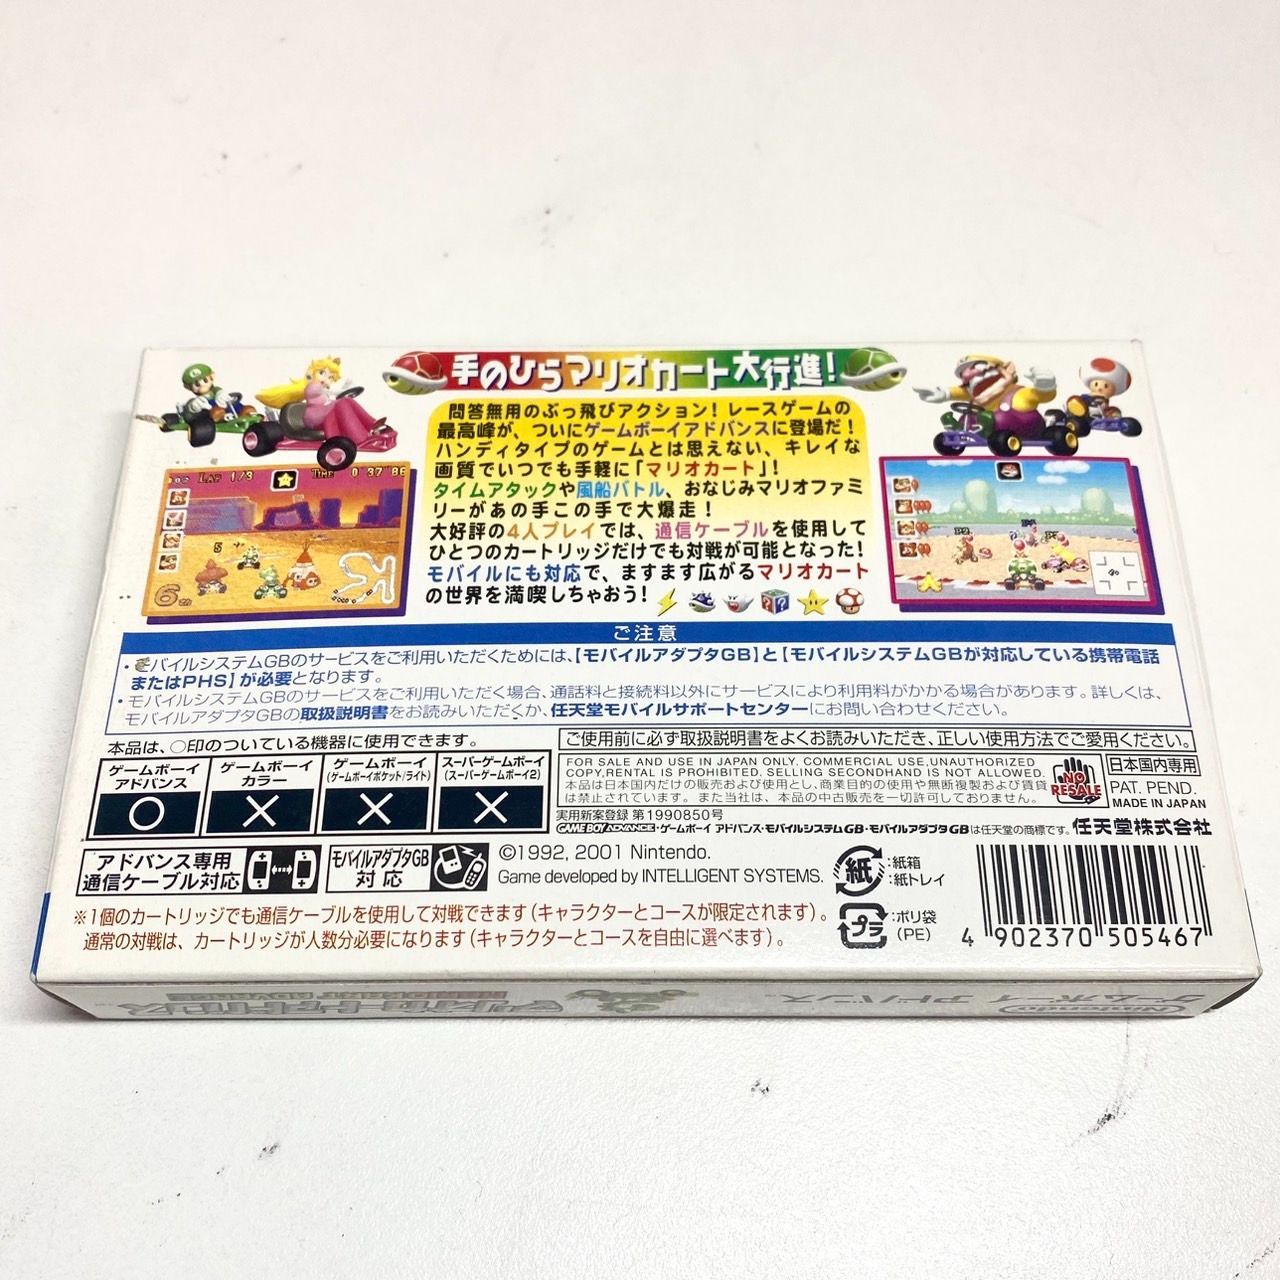 手のひらマリオカート大行進!
問答無用のぶっ飛びアクション!レースゲームの
最高峰が、ついにゲームボーイアドバンスに登場だ!
ハンディタイプのゲームとは思えない、キレイな
画質でいつでも手軽に「マリオカート」!
タイムアタックや風船バトル、おなじみマリオファミ
リーがあの手この手で大爆走!
大好評の4人プレイでは、通信ケーブルを使用して
ひとつのカートリッジだけでも対戦が可能となった!
モバイルにも対応で、ますます広がるマリオカート
の世界を満喫しちゃおう!
LAP 1/3 TIME 0'37"86
5
6TH
ご注意
・モバイルシステムGBのサービスをご利用いただくためには、【モバイルアダプタGB】と【モバイルシステムGBが対応している携帯電話
またはPHS】が必要となります。
・モバイルシステムGBのサービスをご利用いただく場合、通話料と接続料以外にサービスにより利用料がかかる場合があります。詳しくは、
モバイルアダプタGBの取扱説明書をお読みいただくか、任天堂モバイルサポートセンターにお問い合わせください。
本品は、○印のついている機器に使用できます。
ゲームボーイ
アドバンス
○
ゲームボーイ
カラー
×
ゲームボーイ
(ゲームボーイポケット/ライト)
×
スーパーゲームボーイ
(スーパーゲームボーイ2)
×
ご使用前に必ず取扱説明書をよくお読みいただき、正しい使用方法でご愛用ください。
FOR SALE AND USE IN JAPAN ONLY. COMMERCIAL USE, UNAUTHORIZED
COPY, RENTAL IS PROHIBITED. SELLING SECONDHAND IS NOT ALLOWED.
本品は日本国内だけの販売および使用とし、商業目的の使用や無断複製および賃貸
は禁止されています。また当社は、本品の中古販売を一切許可しておりません。
NO
RESALE
日本国内専用
PAT. PEND.
MADE IN JAPAN
実用新案登録 第1990850号
GAME BOY ADVANCE・ゲームボーイ アドバンス・モバイルシステムGB・モバイルアダプタGBは任天堂の商標です。
任天堂株式会社
アドバンス専用
通信ケーブル対応
モバイルアダプタGB
対応
©1992, 2001 Nintendo.
Game developed by INTELLIGENT SYSTEMS.
紙
:紙箱
:紙トレイ
プラ
:ポリ袋
(PE)
※1個のカートリッジでも通信ケーブルを使用して対戦できます(キャラクターとコースが限定されます)。
通常の対戦は、カートリッジが人数分必要になります(キャラクターとコースを自由に選べます)。
4 902370 505467
マリオカートアドバンス
MARIO KART ADVANCE
ゲームボーイ アドバンス
Nintendo